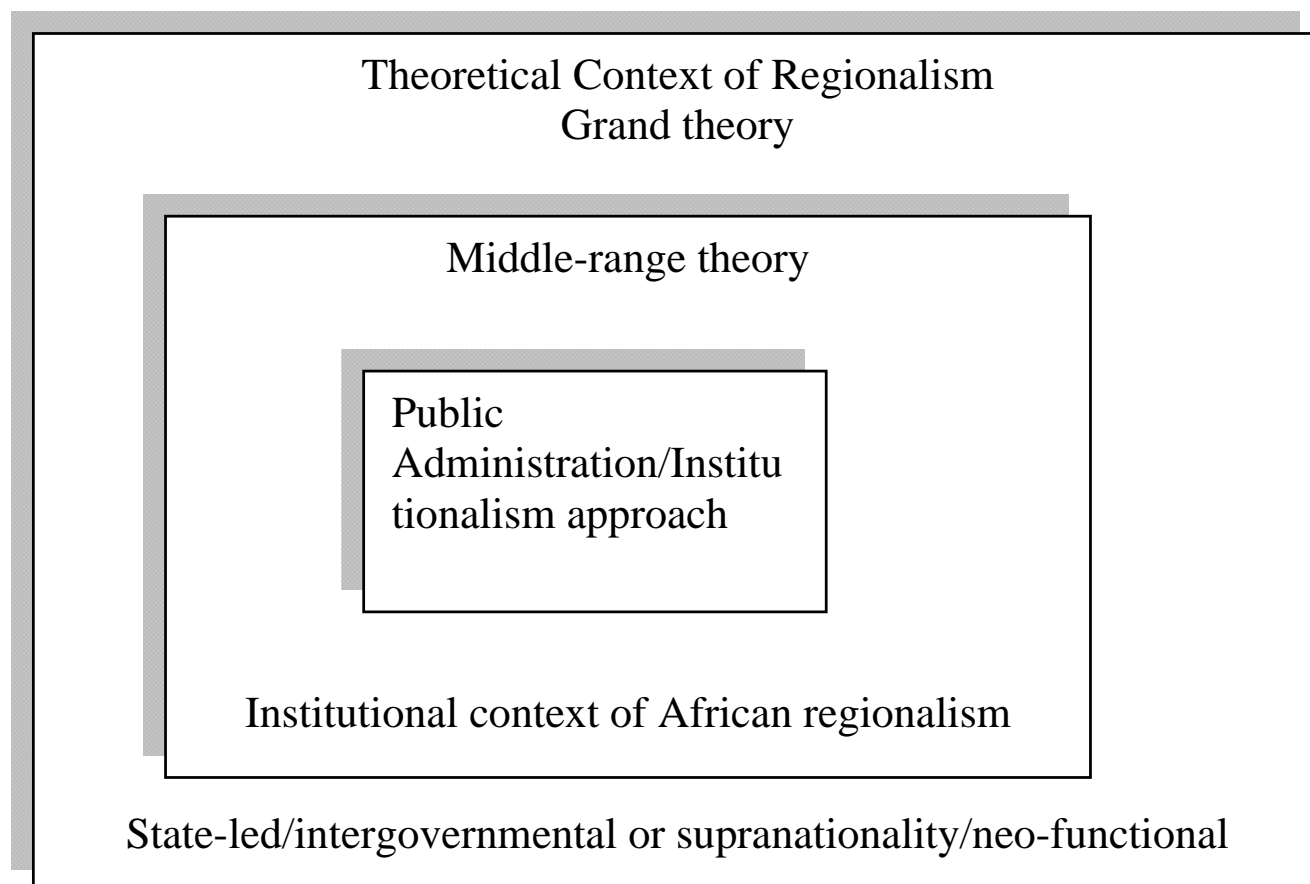 Theoretical Context of Regionalism
Grand theory
Middle-range theory
Public
Administration/Institu
tionalism approach
Institutional context of African regionalism
State-led/intergovernmental or supranationality/neo-functional